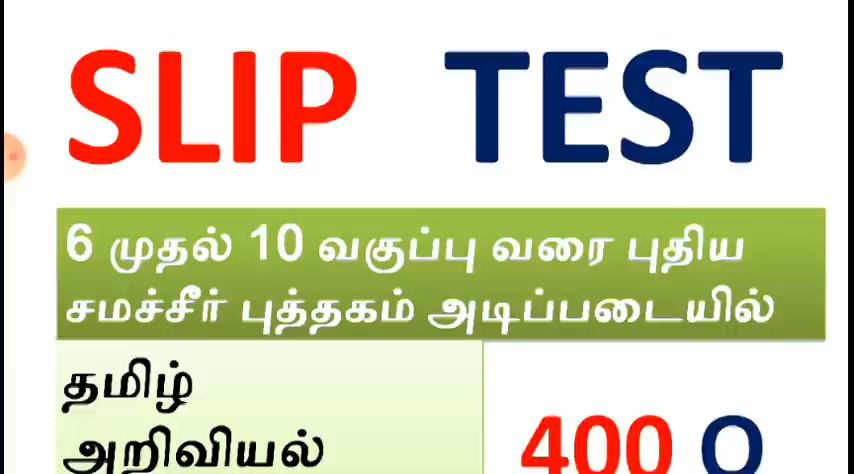 SLIP TEST
6 முதல் 10 வகுப்பு வரை புதிய
சமச்சீர் புத்தகம் அடிப்படையில்
தமிழ்
அறிவியல்
400 Q